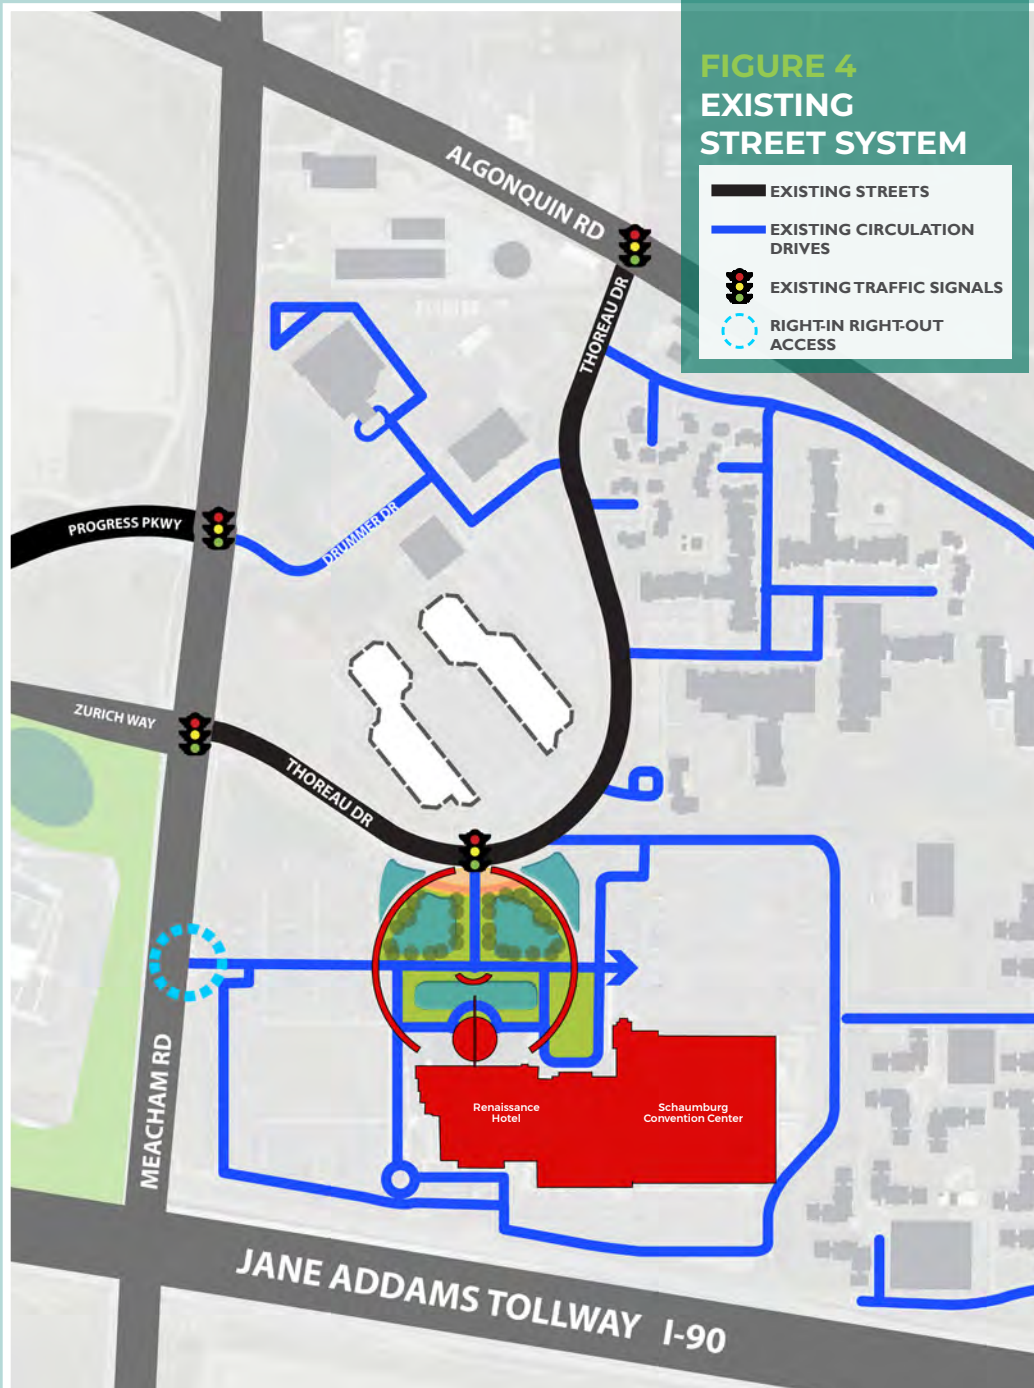 FIGURE 4
EXISTING
STREET SYSTEM
EXISTING STREETS
EXISTING CIRCULATION
DRIVES
EXISTING TRAFFIC SIGNALS
RIGHT-IN RIGHT-OUT
ACCESS
ALGONQUIN RD
THOREAU DR
PROGRESS PKWY
DRUMMER DR
ZURICH WAY
THOREAU DR
MEACHAM RD
Renaissance
Hotel
Schaumburg
Convention Center
JANE ADDAMS TOLLWAY I-90